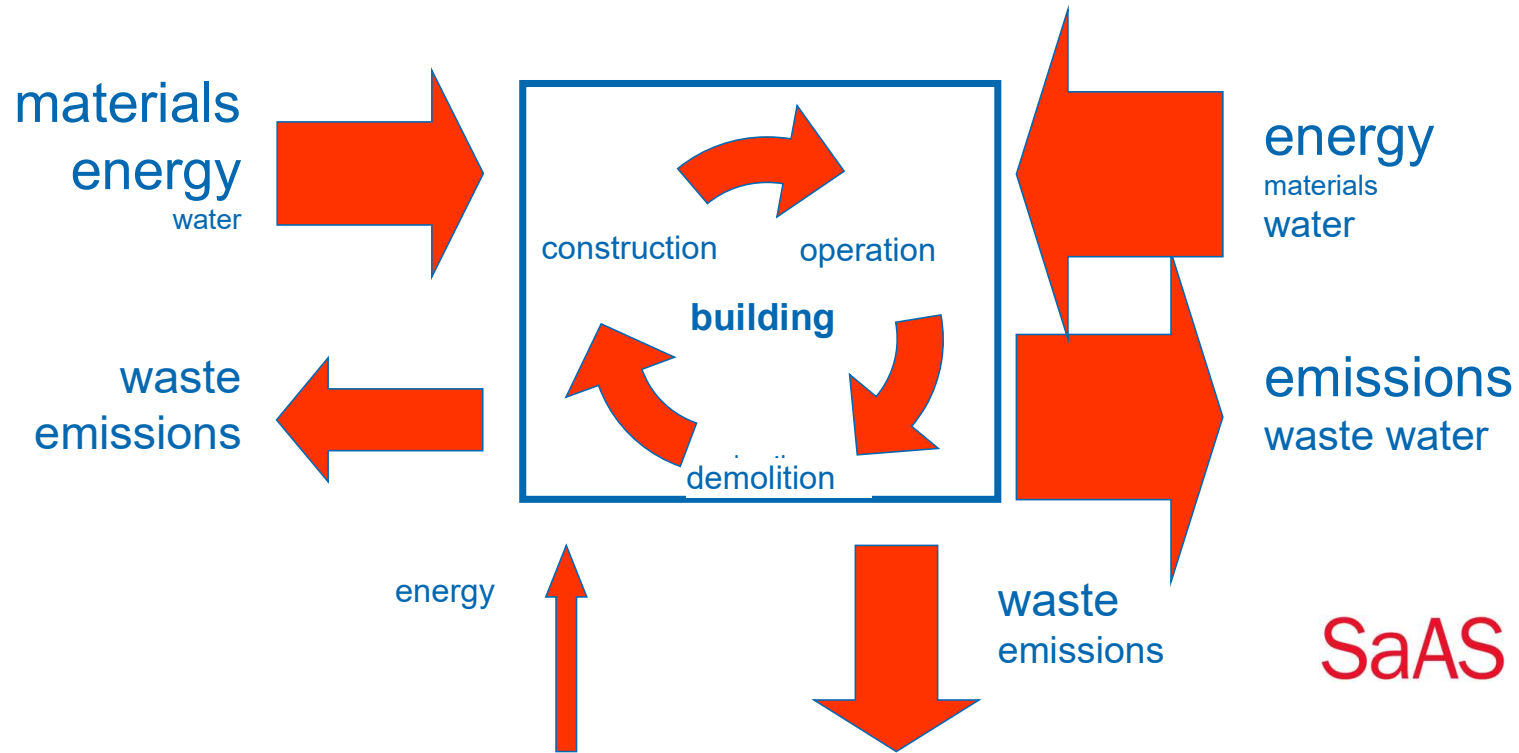 materials
energy
water
energy
materials
water
construction
operation
building
waste
emissions
emissions
waste water
demolition
energy
waste
emissions
SaAS